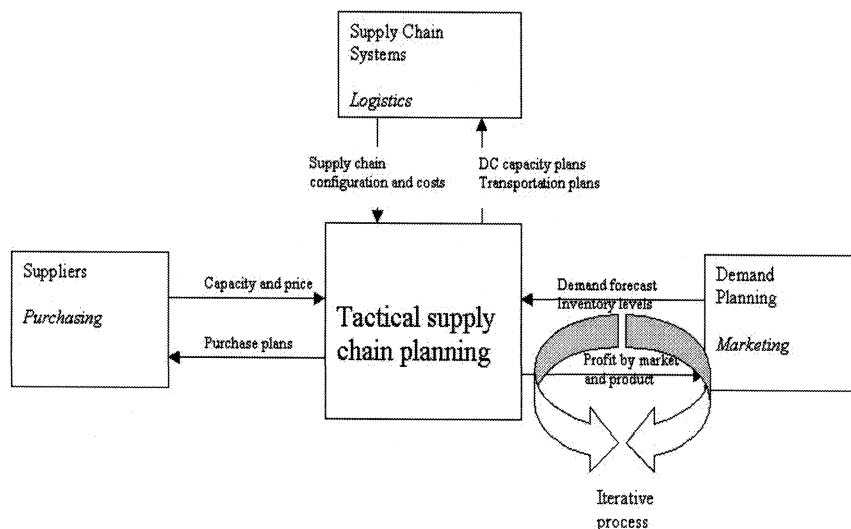 Supply Chain
Systems
Logistics
Supply chain
configuration and costs
DC capacity plans
Transportation plans
Suppliers
Purchasing
Capacity and price
Purchase plans
Tactical supply
chain planning
Demand forecast
Inventory levels
Profit by market
and product
Demand
Planning
Marketing
Iterative
process